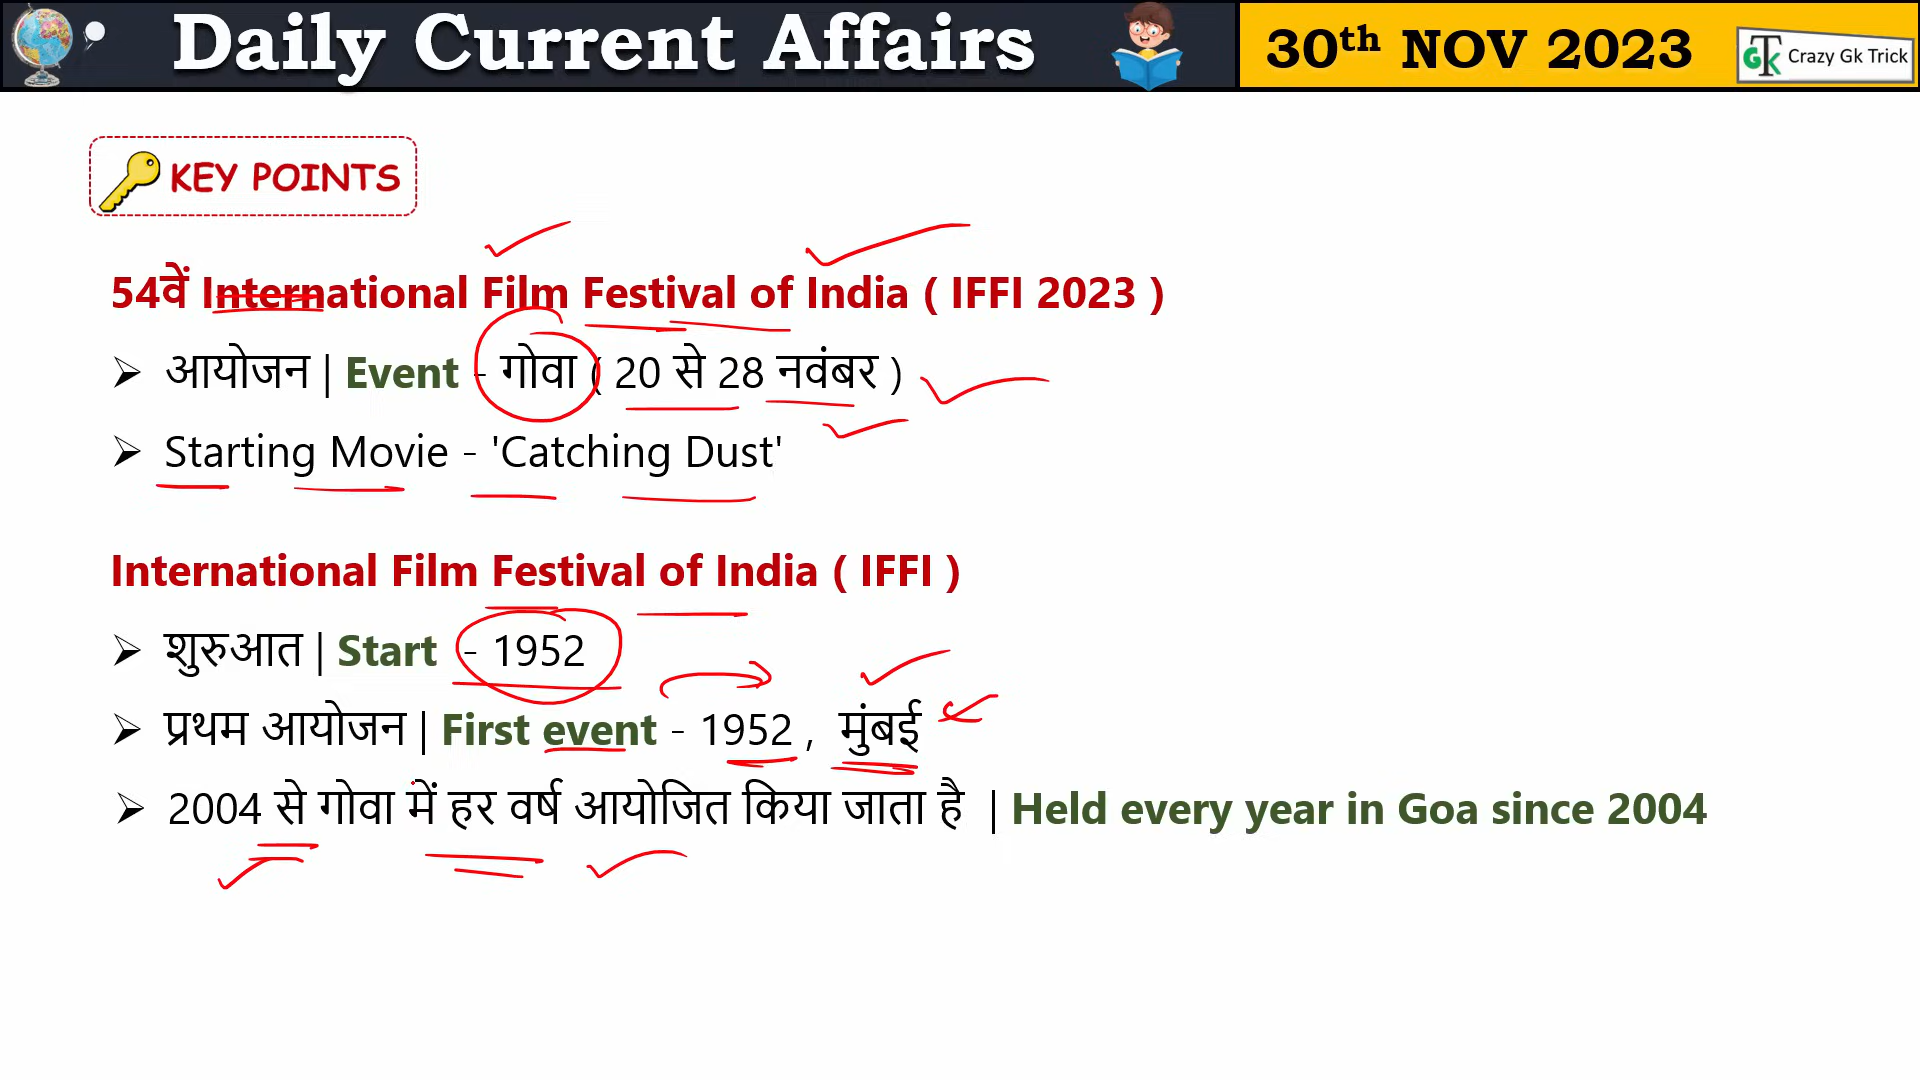 Daily Current Affairs
30th NOV 2023
GTK Crazy Gk Trick
KEY POINTS
54वें International Film Festival of India ( IFFI 2023 )
➢ आयोजन | Event - गोवा ( 20 से 28 नवंबर )
➢ Starting Movie - 'Catching Dust'
International Film Festival of India ( IFFI )
➢ शुरुआत | Start - 1952
➢ प्रथम आयोजन | First event - 1952 , मुंबई
➢ 2004 से गोवा में हर वर्ष आयोजित किया जाता है | Held every year in Goa since 2004